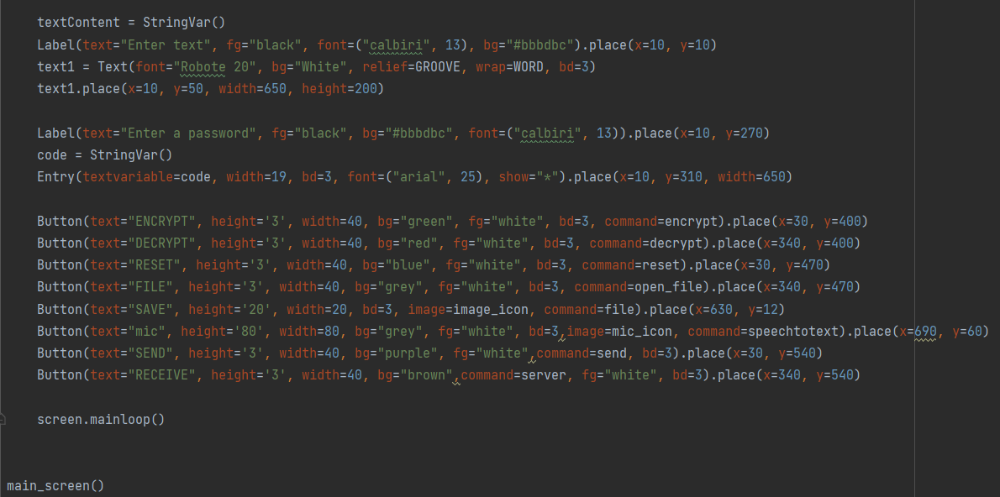 textContent = StringVar()
Label(text="Enter text", fg="black", font=("calbiri", 13), bg="#bbbdbc").place(x=10, y=10)
text1 = Text(font="Robote 20", bg="White", relief=GROOVE, wrap=WORD, bd=3)
text1.place(x=10, y=50, width=650, height=200)
Label(text="Enter a password", fg="black", bg="#bbbdbc", font=("calbiri", 13)).place(x=10, y=270)
code = StringVar()
Entry(textvariable=code, width=19, bd=3, font=("arial", 25), show="*").place(x=10, y=310, width=650)
Button(text="ENCRYPT", height='3', width=40, bg="green", fg="white", bd=3, command=encrypt).place(x=30, y=400)
Button(text="DECRYPT", height='3', width=40, bg="red", fg="white", bd=3, command=decrypt).place(x=340, y=400)
Button(text="RESET", height='3', width=40, bg="blue", fg="white", bd=3, command=reset).place(x=30, y=470)
Button(text="FILE", height='3', width=40, bg="grey", fg="white", bd=3, command=open_file).place(x=340, y=470)
Button(text="SAVE", height='20', width=20, bd=3, image=image_icon, command=file).place(x=630, y=12)
Button(text="mic", height='80', width=80, bg="grey", fg="white", bd=3,image=mic_icon, command=speechtotext).place(x=690, y=60)
Button(text="SEND", height='3', width=40, bg="purple", fg="white",command=send, bd=3).place(x=30, y=540)
Button(text="RECEIVE", height='3', width=40, bg="brown",command=server, fg="white", bd=3).place(x=340, y=540)
screen.mainloop()
main_screen()